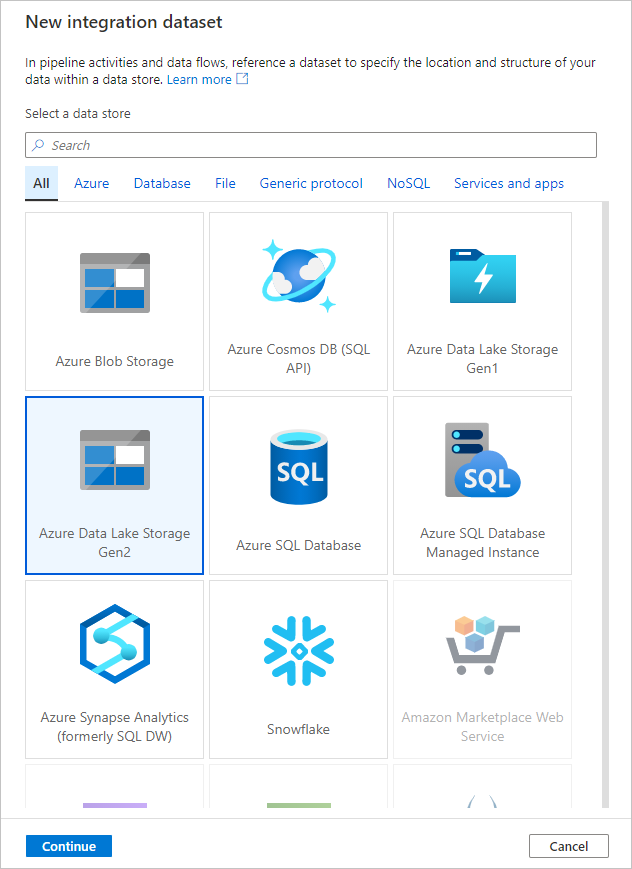 New integration dataset
In pipeline activities and data flows, reference a dataset to specify the location and structure of your
data within a data store. Learn more
Select a data store
Search
All Azure Database File Generic protocol NoSQL Services and apps
Azure Blob Storage
Azure Cosmos DB (SQL
API)
Azure Data Lake Storage
Gen1
Azure Data Lake Storage
Gen2
SQL
Azure SQL Database
SQL
Azure SQL Database
Managed Instance
Azure Synapse Analytics
(formerly SQL DW)
Snowflake
Amazon Marketplace Web
Service
Continue
Cancel